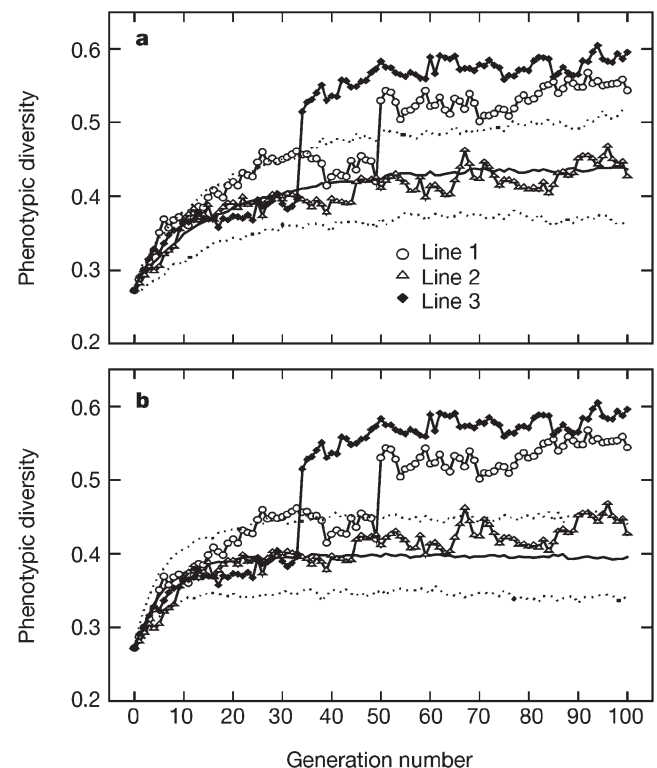 a
0.6
0.5
0.4
0.3
0.2
Phenotypic diversity
Line 1
Line 2
Line 3
b
0.6
0.5
0.4
0.3
0.2
Phenotypic diversity
0 10 20 30 40 50 60 70 80 90 100
Generation number